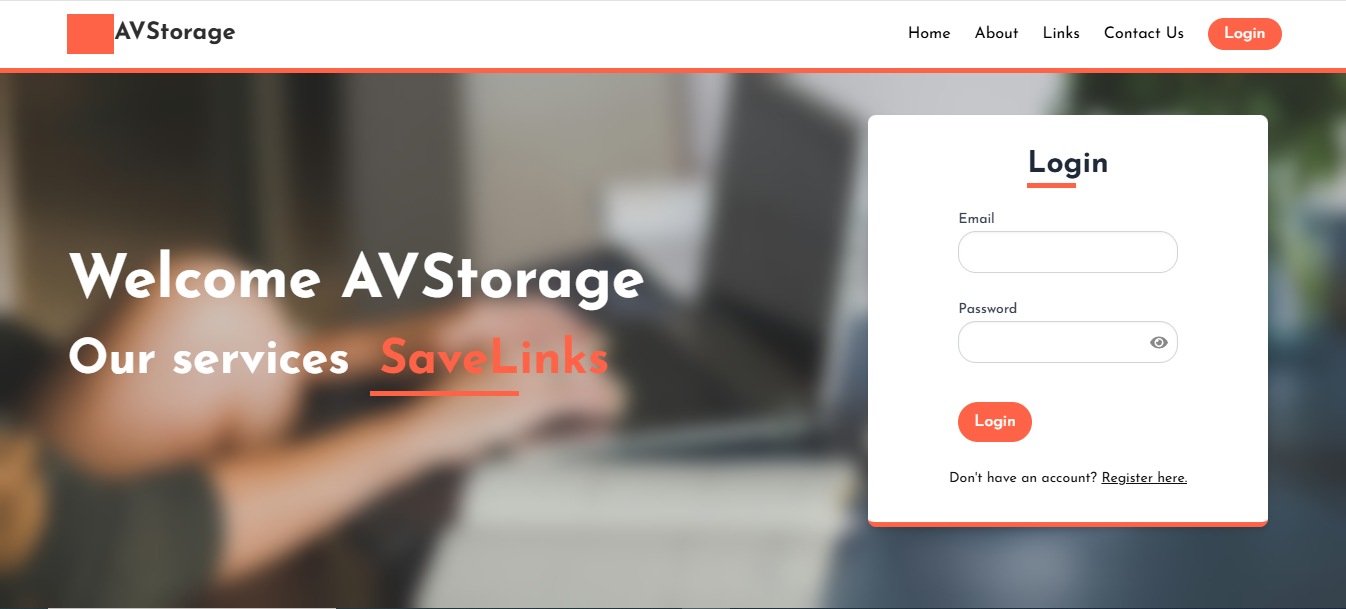 AVStorage
Home About Links Contact Us Login
Welcome AVStorage
Our services SaveLinks
Login
Email
Password
Login
Don't have an account? Register here.